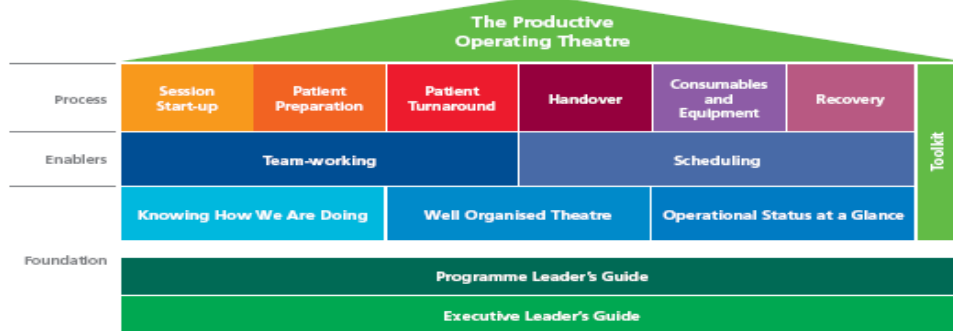 The Productive
Operating Theatre
Process
Session
Start-up
Patient
Preparation
Patient
Turnaround
Handover
Consumables
and
Equipment
Recovery
Toolkit
Enablers
Team-working
Scheduling
Knowing How We Are Doing
Well Organised Theatre
Operational Status at a Glance
Foundation
Programme Leader's Guide
Executive Leader's Guide